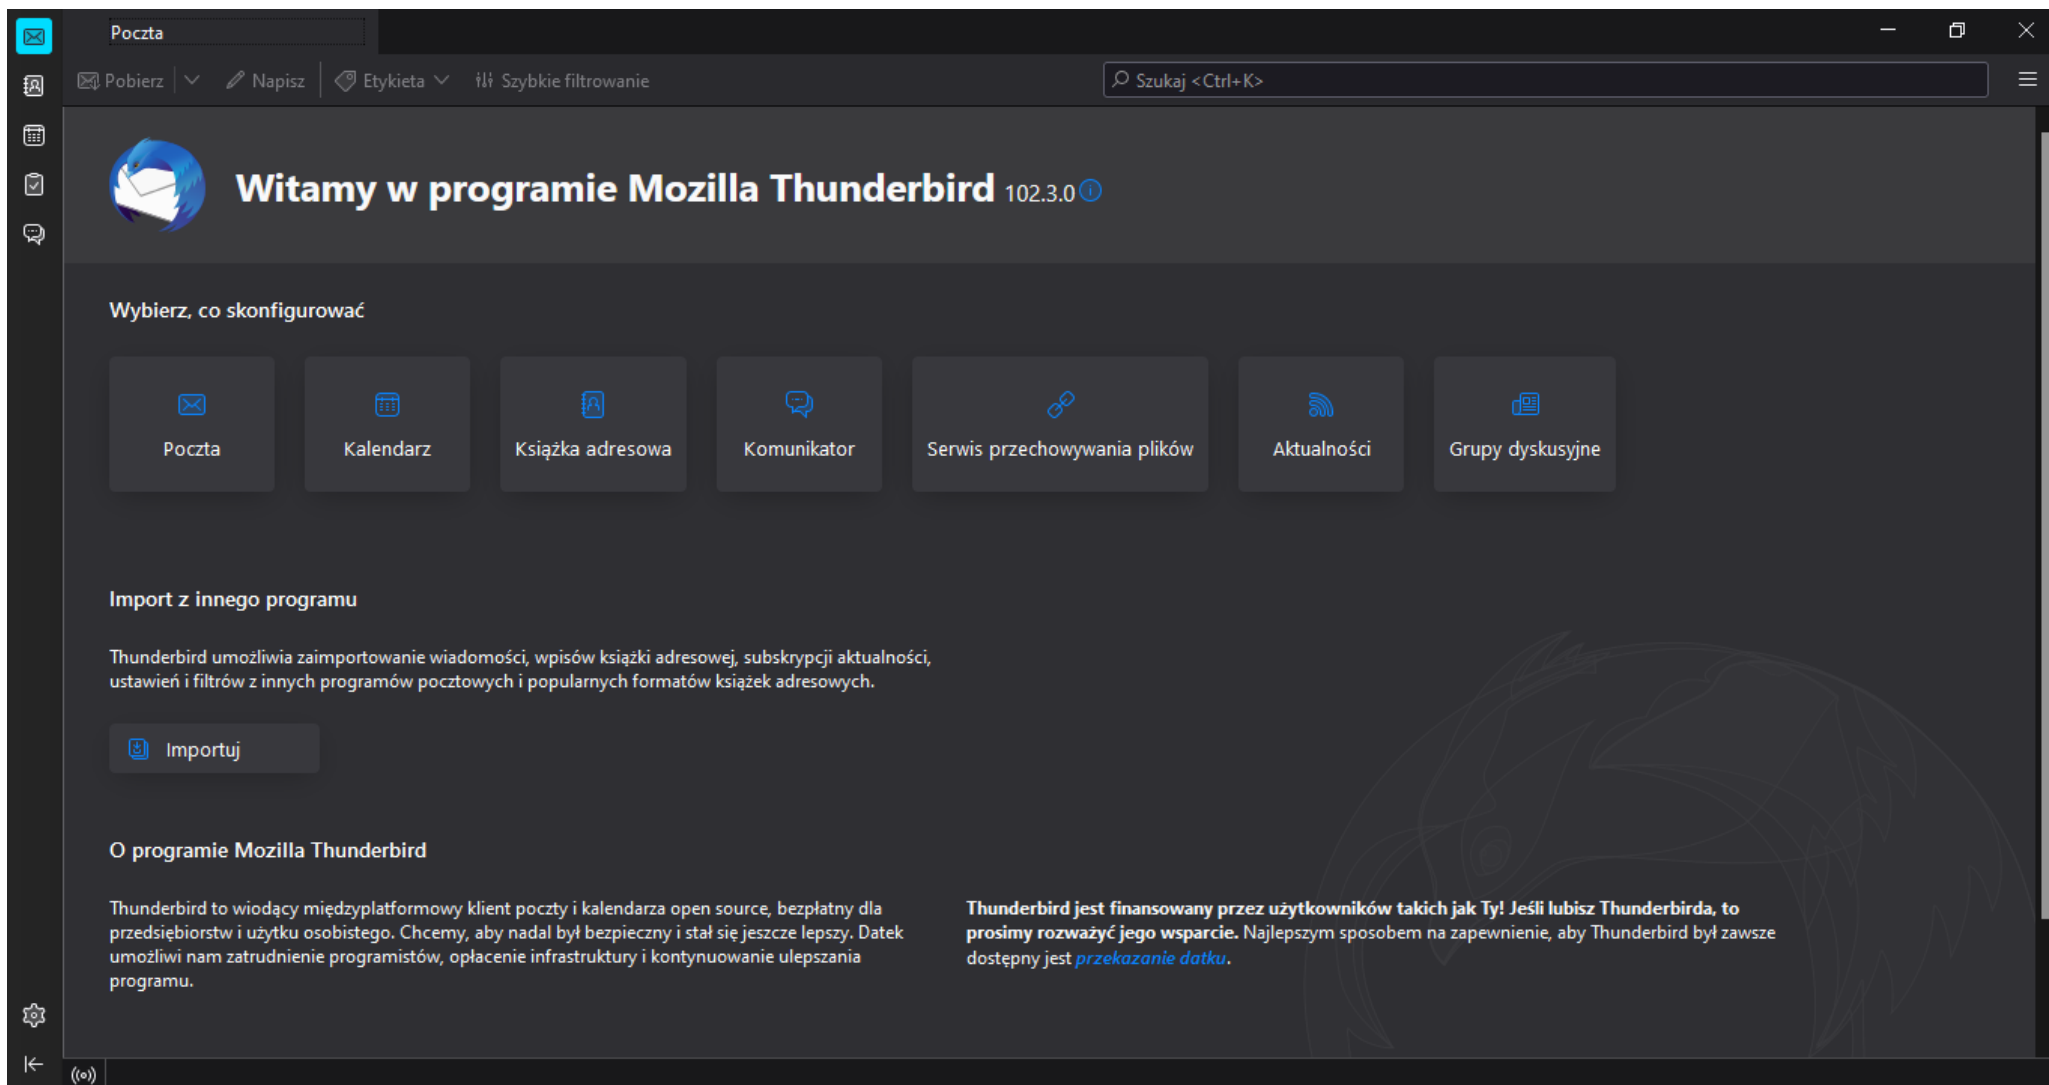 Poczta
Pobierz Napisz Etykieta Szybkie filtrowanie Szukaj <Ctrl+K>
Witamy w programie Mozilla Thunderbird 102.3.0
Wybierz, co skonfigurować
Poczta Kalendarz Książka adresowa Komunikator Serwis przechowywania plików Aktualności Grupy dyskusyjne
Import z innego programu
Thunderbird umożliwia zaimportowanie wiadomości, wpisów książki adresowej, subskrypcji aktualności,
ustawień i filtrów z innych programów pocztowych i popularnych formatów książek adresowych.
Importuj
O programie Mozilla Thunderbird
Thunderbird to wiodący międzyplatformowy klient poczty i kalendarza open source, bezpłatny dla
przedsiębiorstw i użytku osobistego. Chcemy, aby nadal był bezpieczny i stał się jeszcze lepszy. Datek
umożliwi nam zatrudnienie programistów, opłacenie infrastruktury i kontynuowanie ulepszania
programu.
Thunderbird jest finansowany przez użytkowników takich jak Ty! Jeśli lubisz Thunderbirda, to
prosimy rozważyć jego wsparcie. Najlepszym sposobem na zapewnienie, aby Thunderbird był zawsze
dostępny jest przekazanie datku.